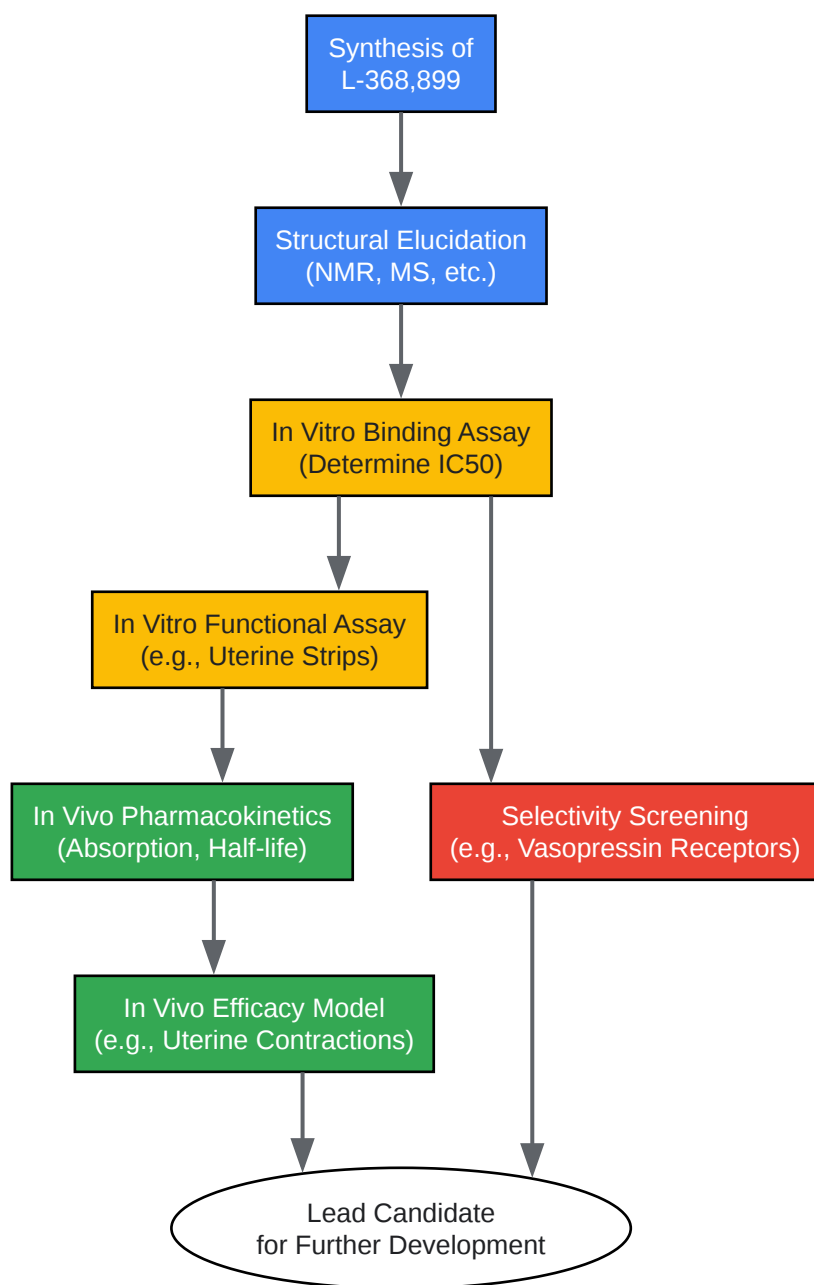 Synthesis of
L-368,899
Structural Elucidation
(NMR, MS, etc.)
In Vitro Binding Assay
(Determine IC50)
In Vitro Functional Assay
(e.g., Uterine Strips)
In Vivo Pharmacokinetics
(Absorption, Half-life)
Selectivity Screening
(e.g., Vasopressin Receptors)
In Vivo Efficacy Model
(e.g., Uterine Contractions)
Lead Candidate
for Further Development